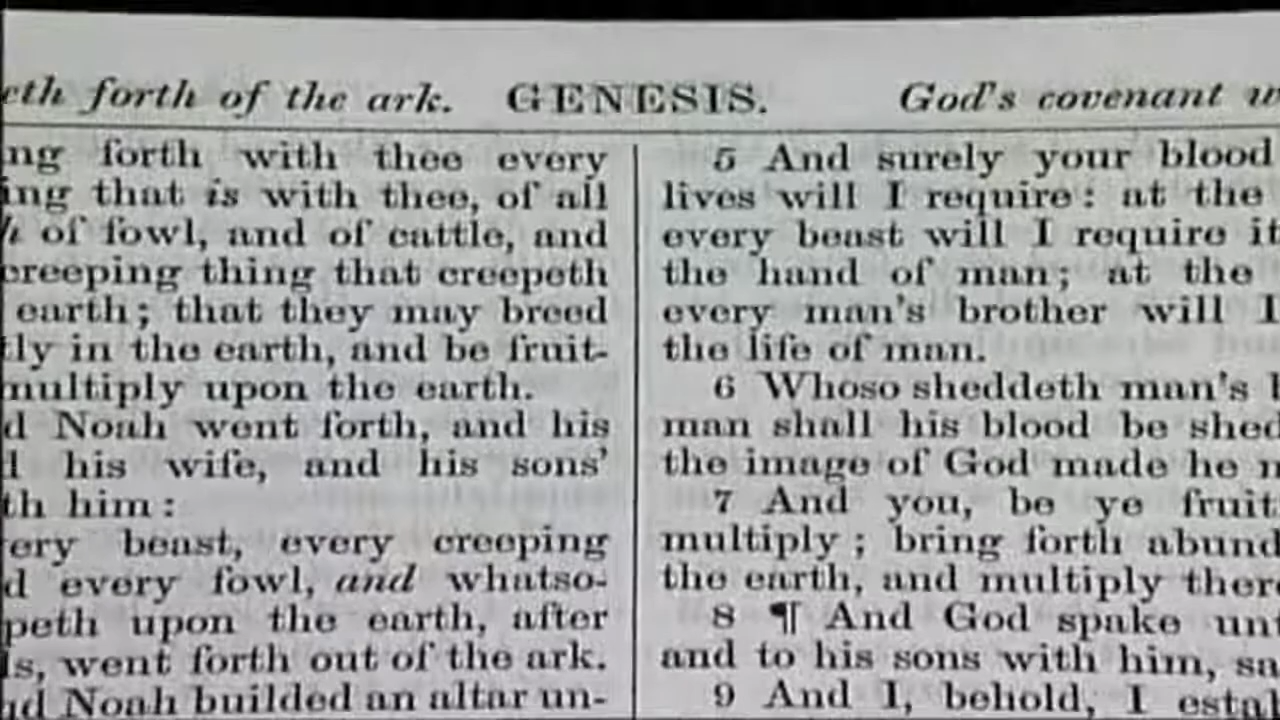 eth forth of the ark. GENESIS. God's covenant w
ng forth with thee every
ing that is with thee, of all
h of fowl, and of cattle, and
creeping thing that creepeth
earth; that they may breed
tly in the earth, and be fruit-
multiply upon the earth.
d Noah went forth, and his
d his wife, and his sons'
th him:
ery beast, every creeping
d every fowl, and whatso-
peth upon the earth, after
ls, went forth out of the ark.
nd Noah builded an altar un-
5 And surely your blood
lives will I require: at the
every beast will I require it
the hand of man; at the
every man's brother will I
the life of man.
6 Whoso sheddeth man's b
man shall his blood be shed
the image of God made he m
7 And you, be ye fruit
multiply; bring forth abund
the earth, and multiply there
8 ¶ And God spake unt
and to his sons with him, sa
9 And I, behold, I estal